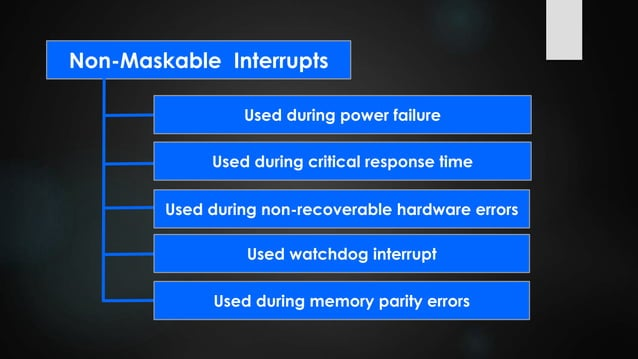 Non-Maskable Interrupts
Used during power failure
Used during critical response time
Used during non-recoverable hardware errors
Used watchdog interrupt
Used during memory parity errors